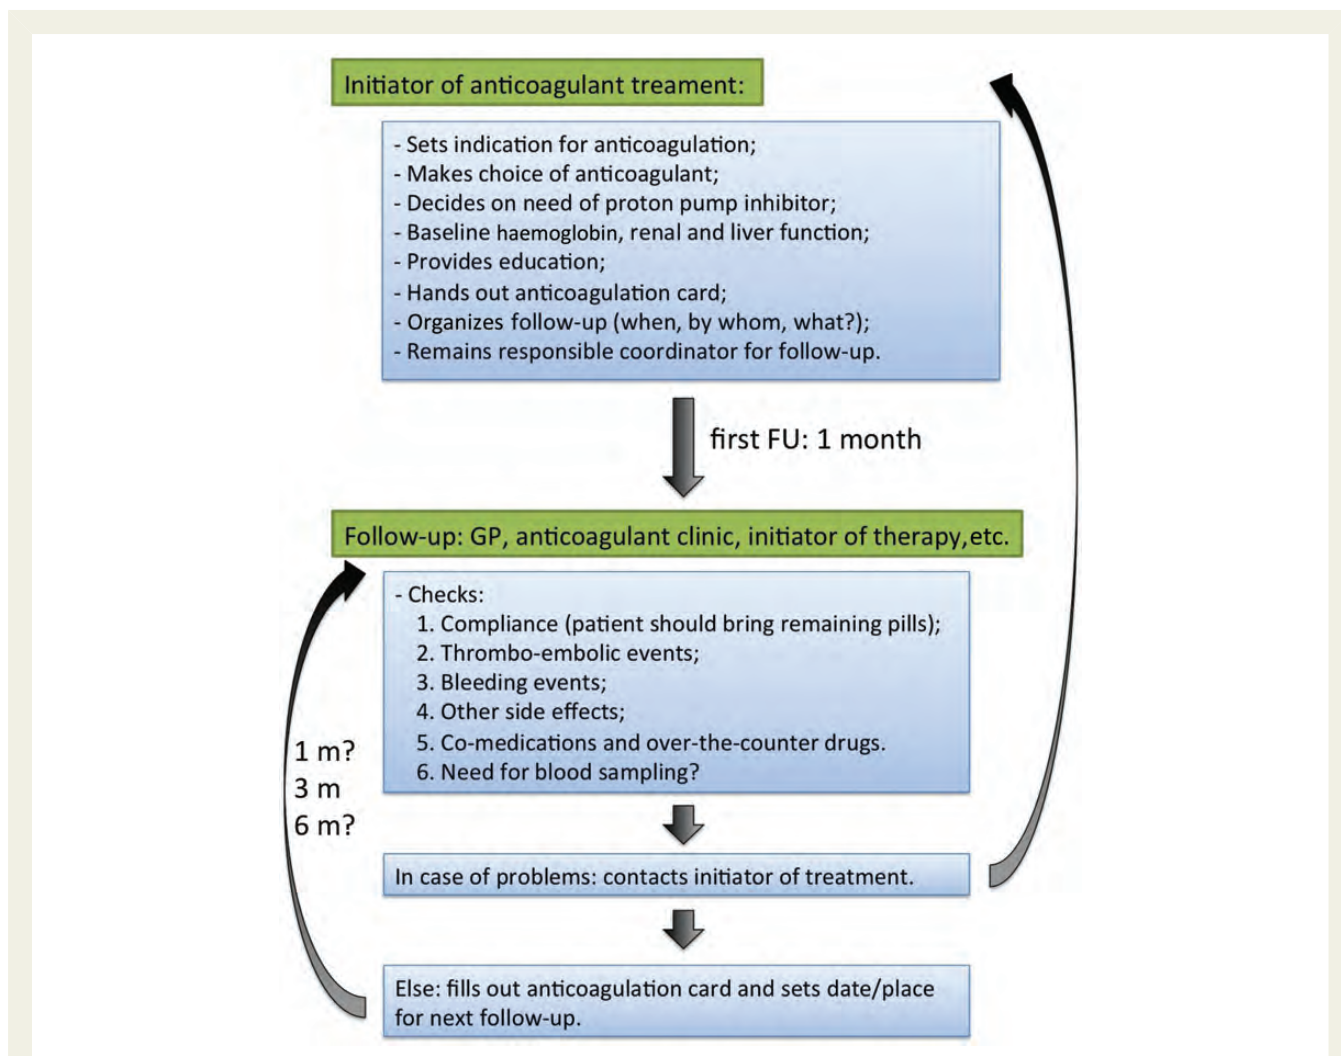 Initiator of anticoagulant treament:
- Sets indication for anticoagulation;
- Makes choice of anticoagulant;
- Decides on need of proton pump inhibitor;
- Baseline haemoglobin, renal and liver function;
- Provides education;
- Hands out anticoagulation card;
- Organizes follow-up (when, by whom, what?);
- Remains responsible coordinator for follow-up.
first FU: 1 month
Follow-up: GP, anticoagulant clinic, initiator of therapy,etc.
- Checks:
1. Compliance (patient should bring remaining pills);
2. Thrombo-embolic events;
3. Bleeding events;
4. Other side effects;
5. Co-medications and over-the-counter drugs.
6. Need for blood sampling?
1 m?
3 m
6 m?
In case of problems: contacts initiator of treatment.
Else: fills out anticoagulation card and sets date/place
for next follow-up.